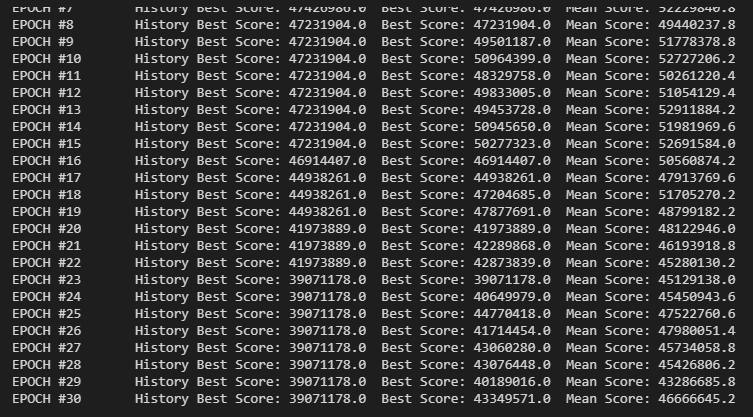 EPOCH #7 History Best Score: 47426986.0 Best Score: 47426986.0 Mean Score: 52229840.8
EPOCH #8 History Best Score: 47231904.0 Best Score: 47231904.0 Mean Score: 49440237.8
EPOCH #9 History Best Score: 47231904.0 Best Score: 49501187.0 Mean Score: 51778378.8
EPOCH #10 History Best Score: 47231904.0 Best Score: 50964399.0 Mean Score: 52727206.2
EPOCH #11 History Best Score: 47231904.0 Best Score: 48329758.0 Mean Score: 50261220.4
EPOCH #12 History Best Score: 47231904.0 Best Score: 49833005.0 Mean Score: 51054129.4
EPOCH #13 History Best Score: 47231904.0 Best Score: 49453728.0 Mean Score: 52911884.2
EPOCH #14 History Best Score: 47231904.0 Best Score: 50945650.0 Mean Score: 51981969.6
EPOCH #15 History Best Score: 47231904.0 Best Score: 50277323.0 Mean Score: 52691584.0
EPOCH #16 History Best Score: 46914407.0 Best Score: 46914407.0 Mean Score: 50560874.2
EPOCH #17 History Best Score: 44938261.0 Best Score: 44938261.0 Mean Score: 47913769.6
EPOCH #18 History Best Score: 44938261.0 Best Score: 47204685.0 Mean Score: 51705270.2
EPOCH #19 History Best Score: 44938261.0 Best Score: 47877691.0 Mean Score: 48799182.2
EPOCH #20 History Best Score: 41973889.0 Best Score: 41973889.0 Mean Score: 48122946.0
EPOCH #21 History Best Score: 41973889.0 Best Score: 42289868.0 Mean Score: 46193918.8
EPOCH #22 History Best Score: 41973889.0 Best Score: 42873839.0 Mean Score: 45280130.2
EPOCH #23 History Best Score: 39071178.0 Best Score: 39071178.0 Mean Score: 45129138.0
EPOCH #24 History Best Score: 39071178.0 Best Score: 40649979.0 Mean Score: 45450943.6
EPOCH #25 History Best Score: 39071178.0 Best Score: 44770418.0 Mean Score: 47522760.6
EPOCH #26 History Best Score: 39071178.0 Best Score: 41714454.0 Mean Score: 47980051.4
EPOCH #27 History Best Score: 39071178.0 Best Score: 43060280.0 Mean Score: 45734058.8
EPOCH #28 History Best Score: 39071178.0 Best Score: 43076448.0 Mean Score: 45426806.2
EPOCH #29 History Best Score: 39071178.0 Best Score: 40189016.0 Mean Score: 43286685.8
EPOCH #30 History Best Score: 39071178.0 Best Score: 43349571.0 Mean Score: 46666645.2